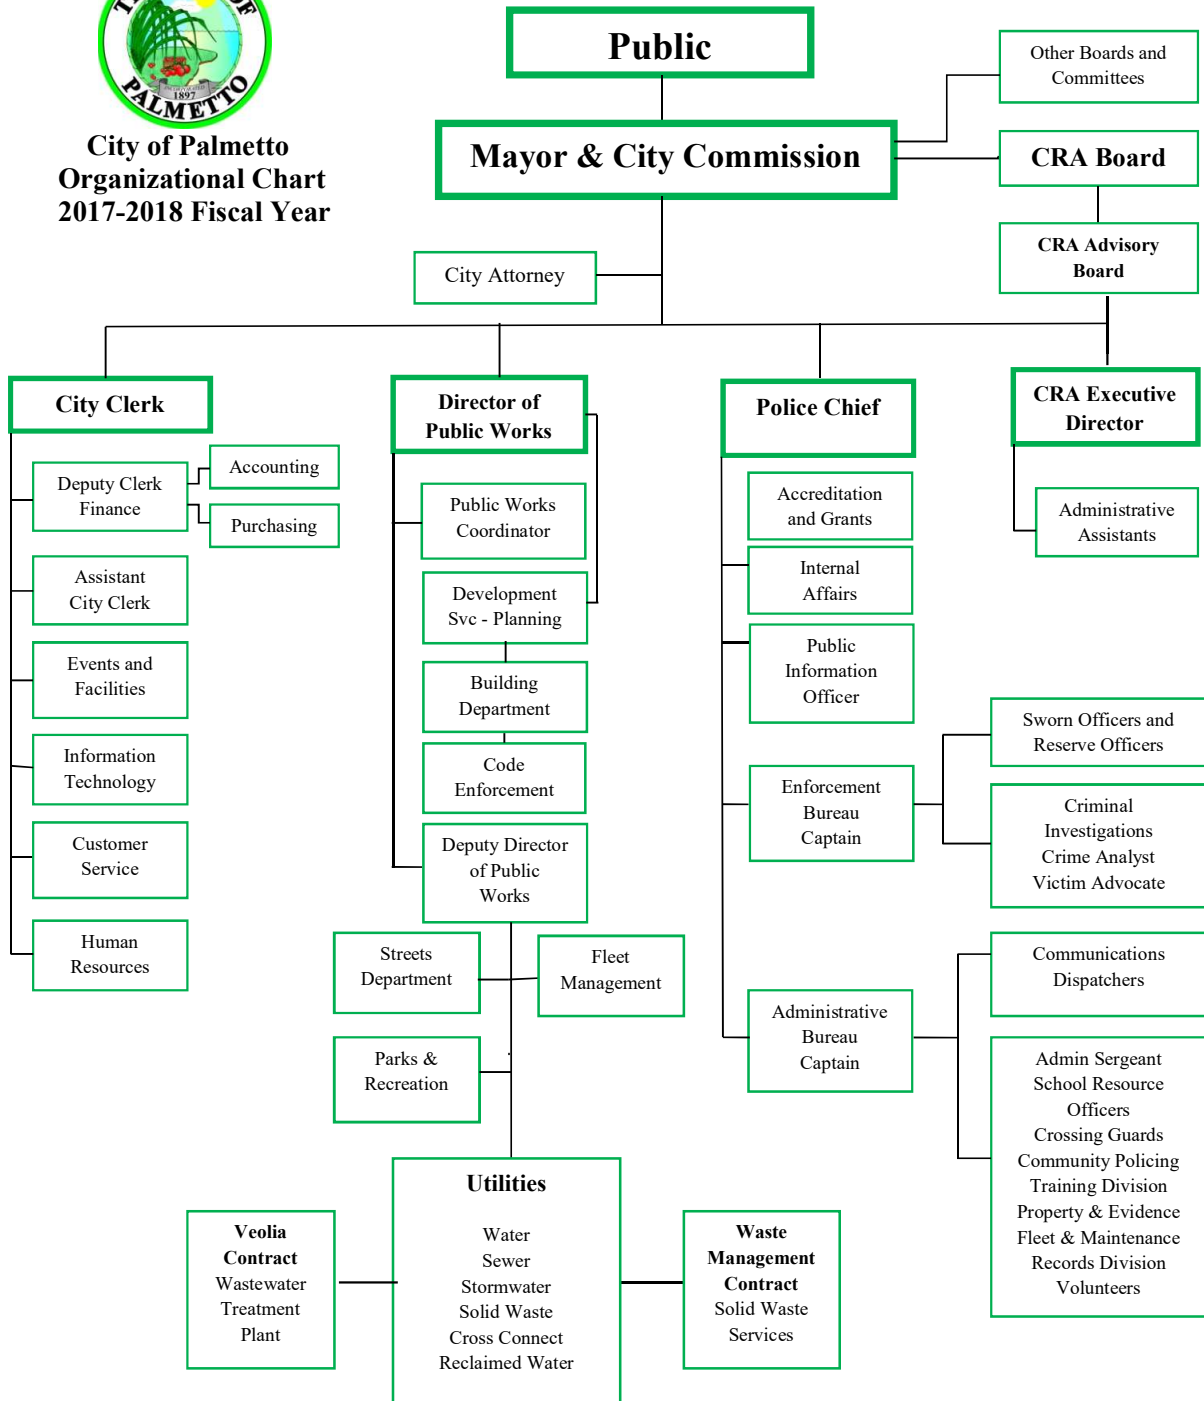 PALMETTO
INCORPORATED
1897
City of Palmetto
Organizational Chart
2017-2018 Fiscal Year
Public
Mayor & City Commission
Other Boards and
Committees
CRA Board
CRA Advisory
Board
City Attorney
City Clerk
Deputy Clerk
Finance
Accounting
Purchasing
Assistant
City Clerk
Events and
Facilities
Information
Technology
Customer
Service
Human
Resources
Director of
Public Works
Public Works
Coordinator
Development
Svc - Planning
Building
Department
Code
Enforcement
Deputy Director
of Public
Works
Streets
Department
Fleet
Management
Parks &
Recreation
Utilities
Water
Sewer
Stormwater
Solid Waste
Cross Connect
Reclaimed Water
Veolia
Contract
Wastewater
Treatment
Plant
Waste
Management
Contract
Solid Waste
Services
Police Chief
Accreditation
and Grants
Internal
Affairs
Public
Information
Officer
Enforcement
Bureau
Captain
Sworn Officers and
Reserve Officers
Criminal
Investigations
Crime Analyst
Victim Advocate
Administrative
Bureau
Captain
Communications
Dispatchers
Admin Sergeant
School Resource
Officers
Crossing Guards
Community Policing
Training Division
Property & Evidence
Fleet & Maintenance
Records Division
Volunteers
CRA Executive
Director
Administrative
Assistants